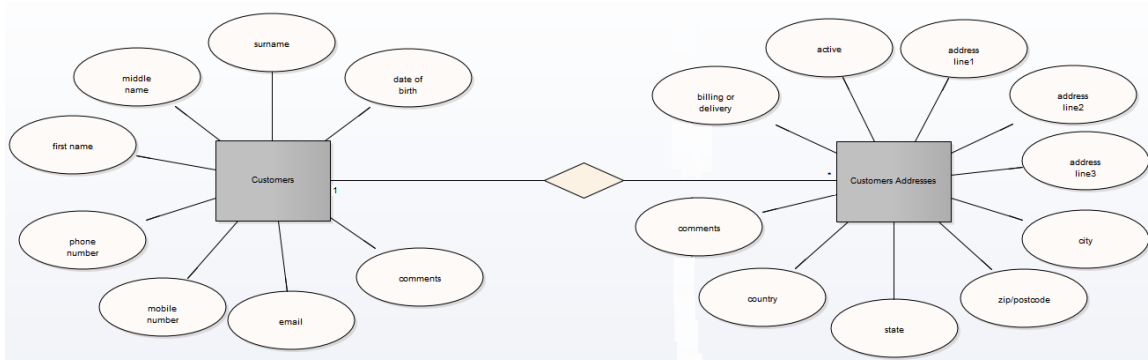 surname
middle
name
date of
birth
first name
Customers
1
phone
number
mobile
number
email
comments
active
address
line1
billing or
delivery
address
line2
address
line3
*
Customers Addresses
comments
city
country
zip/postcode
state